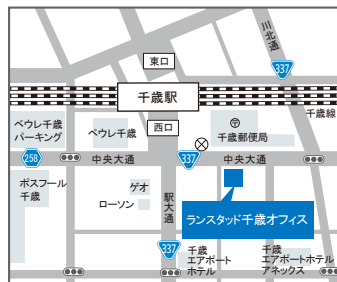 東口
川北通
337
千歳駅
千歳線
ペウレ千歳
パーキング
ペウレ千歳
西口
〒
千歳郵便局
258
中央大通
337
中央大通
ポスフール
千歳
ゲオ
ローソン
駅大通
ランスタッド千歳オフィス
337
千歳
エアポート
ホテル
千歳
エアポートホテル
アネックス